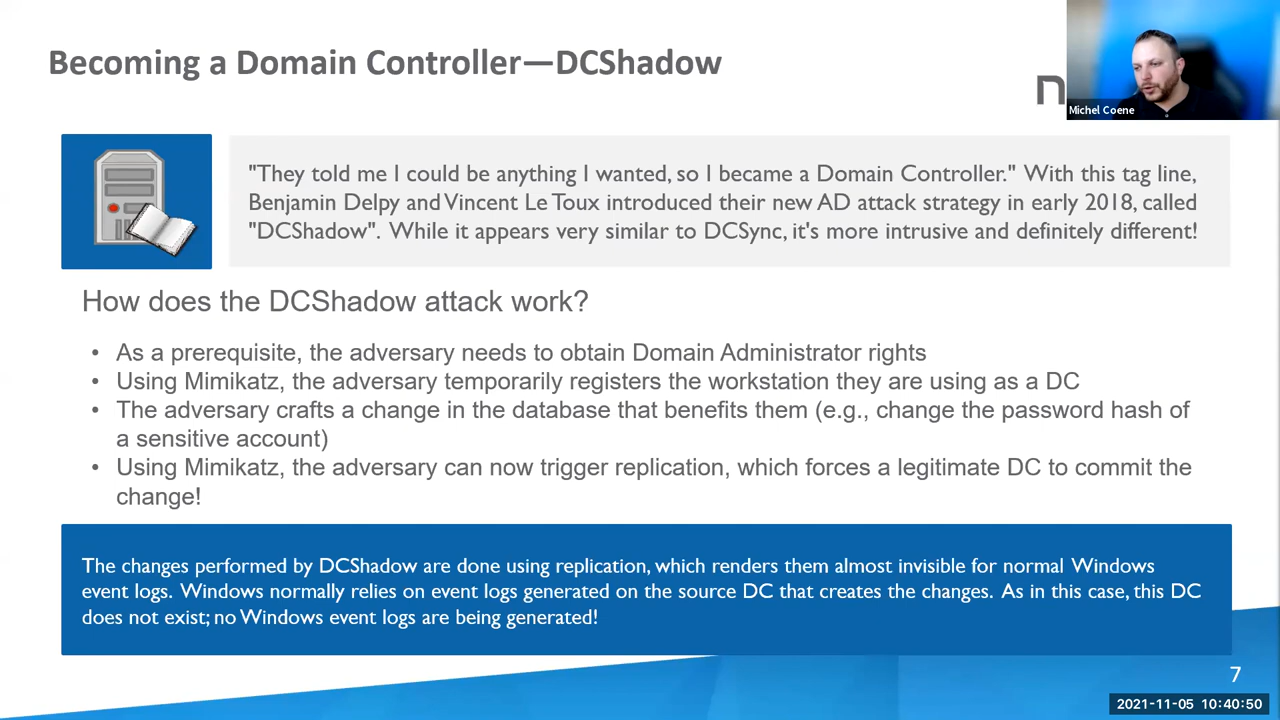 Becoming a Domain Controller—DCShadow
Michel Coene
"They told me I could be anything I wanted, so I became a Domain Controller." With this tag line,
Benjamin Delpy and Vincent Le Toux introduced their new AD attack strategy in early 2018, called
"DCShadow". While it appears very similar to DCSync, it's more intrusive and definitely different!
How does the DCShadow attack work?
• As a prerequisite, the adversary needs to obtain Domain Administrator rights
• Using Mimikatz, the adversary temporarily registers the workstation they are using as a DC
• The adversary crafts a change in the database that benefits them (e.g., change the password hash of
a sensitive account)
• Using Mimikatz, the adversary can now trigger replication, which forces a legitimate DC to commit the
change!
The changes performed by DCShadow are done using replication, which renders them almost invisible for normal Windows
event logs. Windows normally relies on event logs generated on the source DC that creates the changes. As in this case, this DC
does not exist; no Windows event logs are being generated!
7
2021-11-05 10:40:50